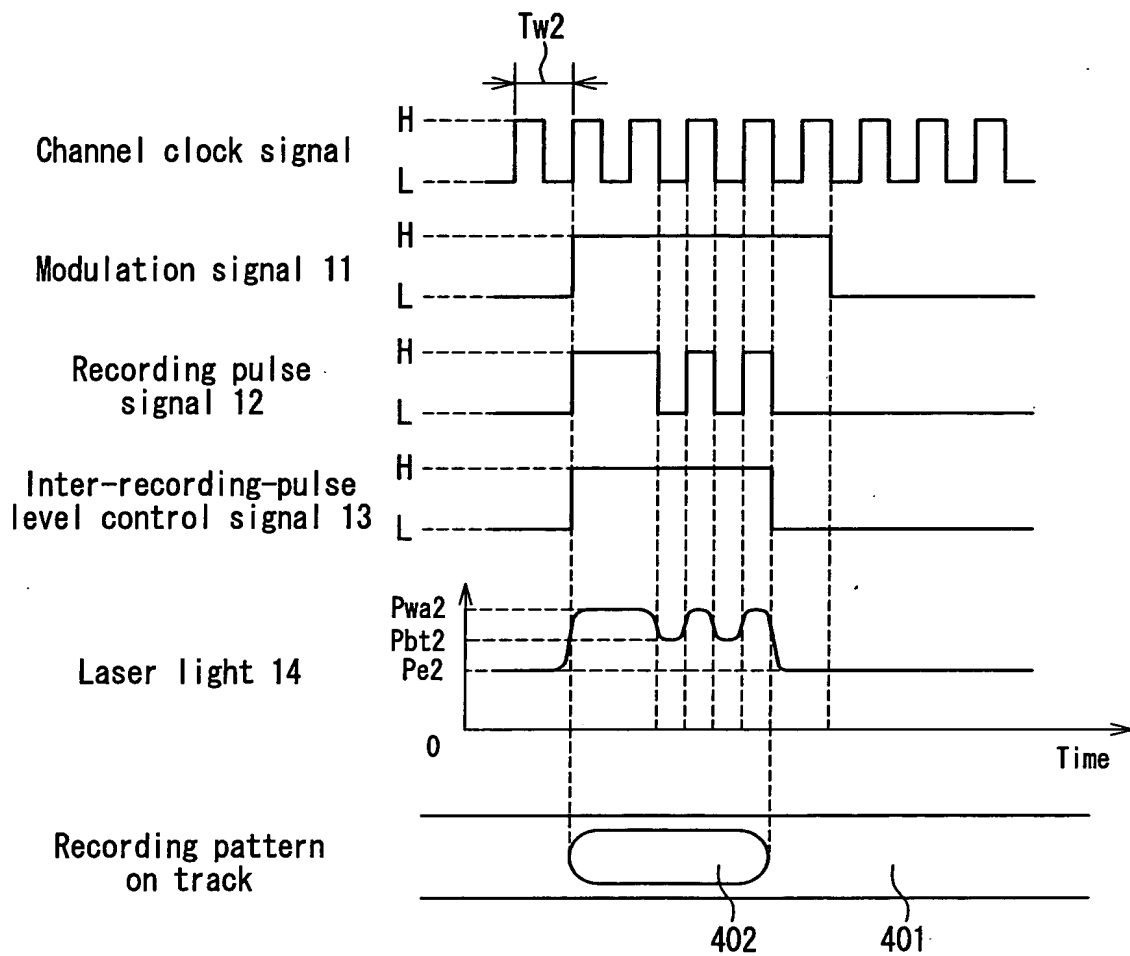 Tw2
H
Channel clock signal
L
H
Modulation signal 11
L
H
Recording pulse
signal 12
L
H
Inter-recording-pulse
level control signal 13
L
Pwa2
Pbt2
Laser light 14
Pe2
0
Time
Recording pattern
on track
402
401